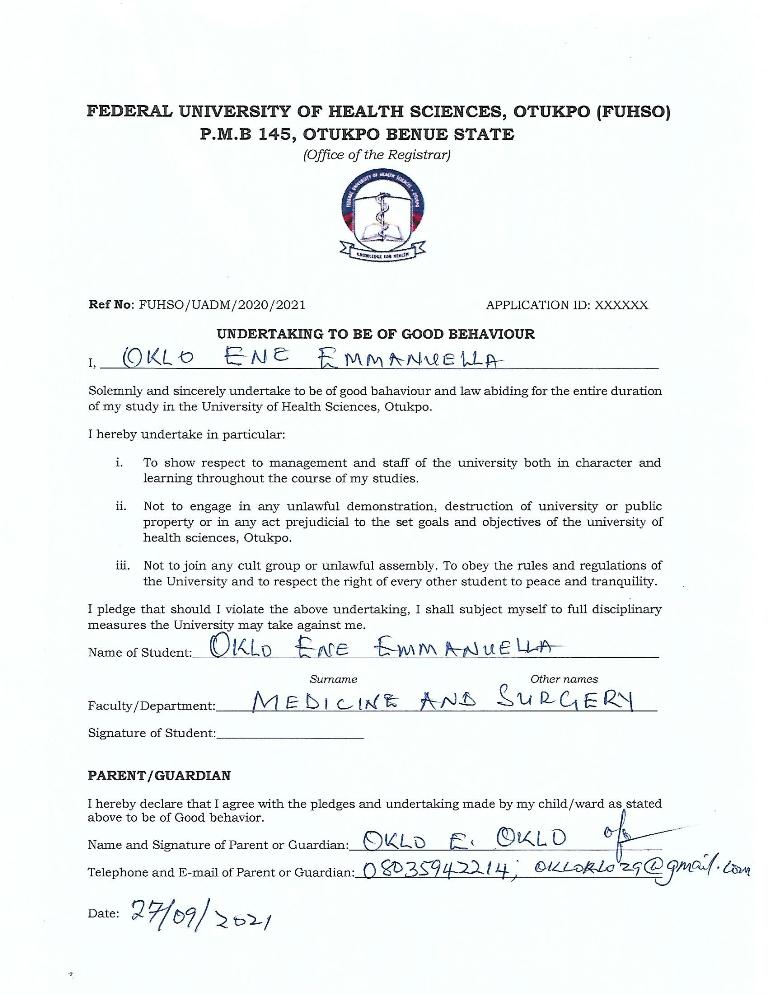 FEDERAL UNIVERSITY OF HEALTH SCIENCES, OTUKPO (FUHSO)
P.M.B 145, OTUKPO BENUE STATE
(Office of the Registrar)
FEDERAL UNIVERSITY OF HEALTH SCIENCES - OTUKPO
KNOWLEDGE FOR HEALTH
Ref No: FUHSO/UADM/2020/2021 APPLICATION ID: XXXXXX
UNDERTAKING TO BE OF GOOD BEHAVIOUR
I, OKLO ENE EMMANUELLA
Solemnly and sincerely undertake to be of good bahaviour and law abiding for the entire duration
of my study in the University of Health Sciences, Otukpo.
I hereby undertake in particular:
i. To show respect to management and staff of the university both in character and
learning throughout the course of my studies.
ii. Not to engage in any unlawful demonstration, destruction of university or public
property or in any act prejudicial to the set goals and objectives of the university of
health sciences, Otukpo.
iii. Not to join any cult group or unlawful assembly. To obey the rules and regulations of
the University and to respect the right of every other student to peace and tranquility.
I pledge that should I violate the above undertaking, I shall subject myself to full disciplinary
measures the University may take against me.
Name of Student: OKLO ENE EMMANUELLA
Surname Other names
Faculty/Department: MEDICINE AND SURGERY
Signature of Student:
PARENT/GUARDIAN
I hereby declare that I agree with the pledges and undertaking made by my child/ward as stated
above to be of Good behavior.
Name and Signature of Parent or Guardian: OKLO E. OKLO
Telephone and E-mail of Parent or Guardian: 08035942214;
Date: 27/09/2021